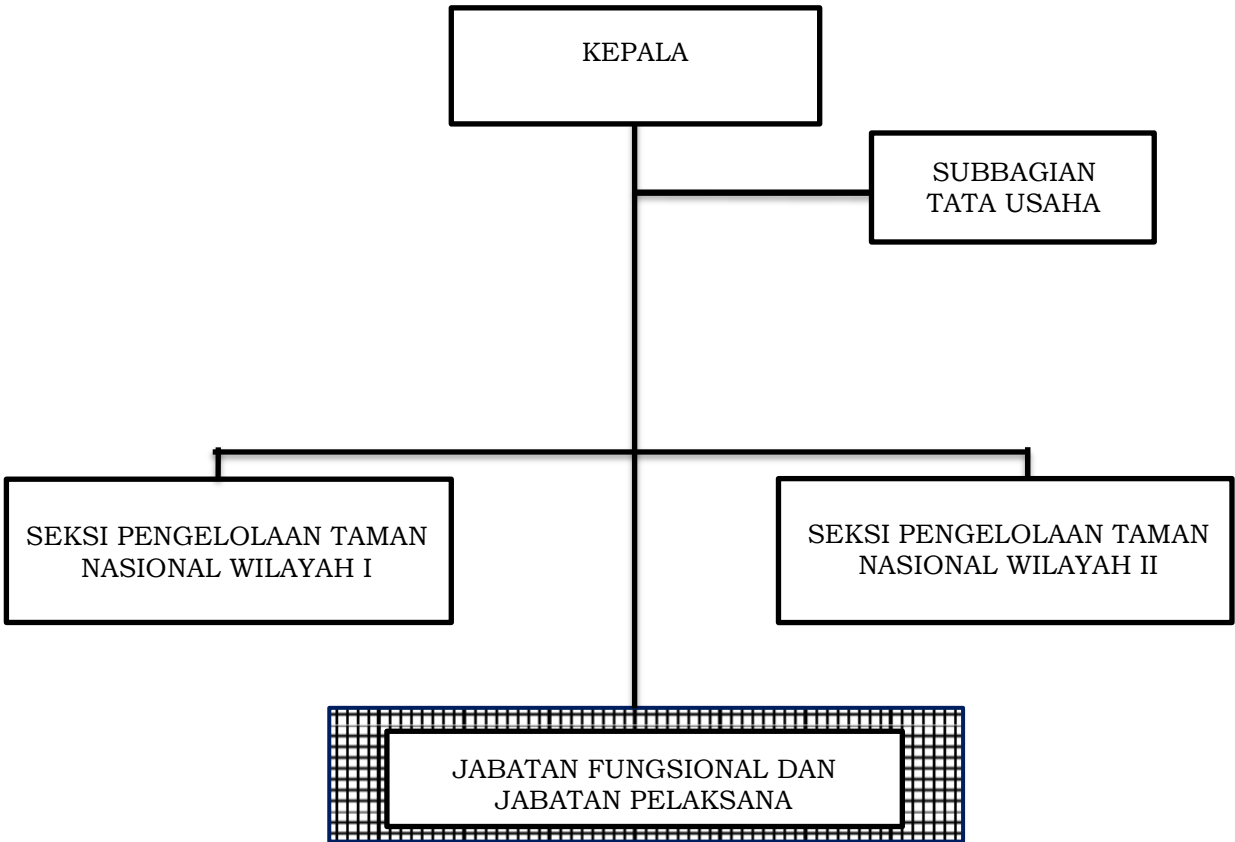 KEPALA
SUBBAGIAN
TATA USAHA
SEKSI PENGELOLAAN TAMAN
NASIONAL WILAYAH I
SEKSI PENGELOLAAN TAMAN
NASIONAL WILAYAH II
JABATAN FUNGSIONAL DAN
JABATAN PELAKSANA